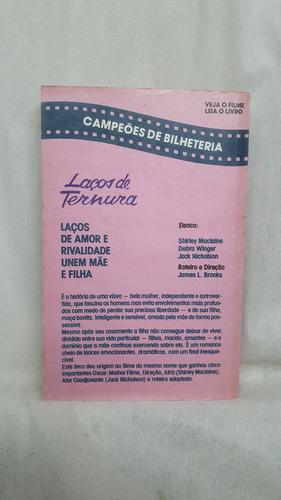 VEJA O FILME
LEIA O LIVRO
CAMPEÕES DE BILHETERIA
Laços de
Ternura
LAÇOS
DE AMOR E
RIVALIDADE
UNEM MÃE
E FILHA
Elenco:
Shirley Maclaine
Debra Winger
Jack Nicholson
Roteiro e Direção
James L. Brooks
É a história de uma viúva — bela mulher, independente e extrover-
tida, que fascina os homens mas evita envolvimentos mais profun-
dos com medo de perder sua preciosa liberdade — e de sua filha,
moça bonita, inteligente e sensível, amada pela mãe de forma pos-
sessiva.
Mesmo após seu casamento a filha não consegue deixar de viver
dividida entre sua vida particular — filhos, marido, amantes — e a
domínio que a mãe continua exercendo sobre ela. É um romance
cheio de lances emocionantes, dramáticos, com um final inesque-
cível.
Este livro deu origem ao filme do mesmo nome que ganhou cinco
importantes Oscar: Melhor Filme, Direção, Atriz (Shirley Maclaine),
Ator Coadjuvante (Jack Nicholson) e roteiro adaptado.